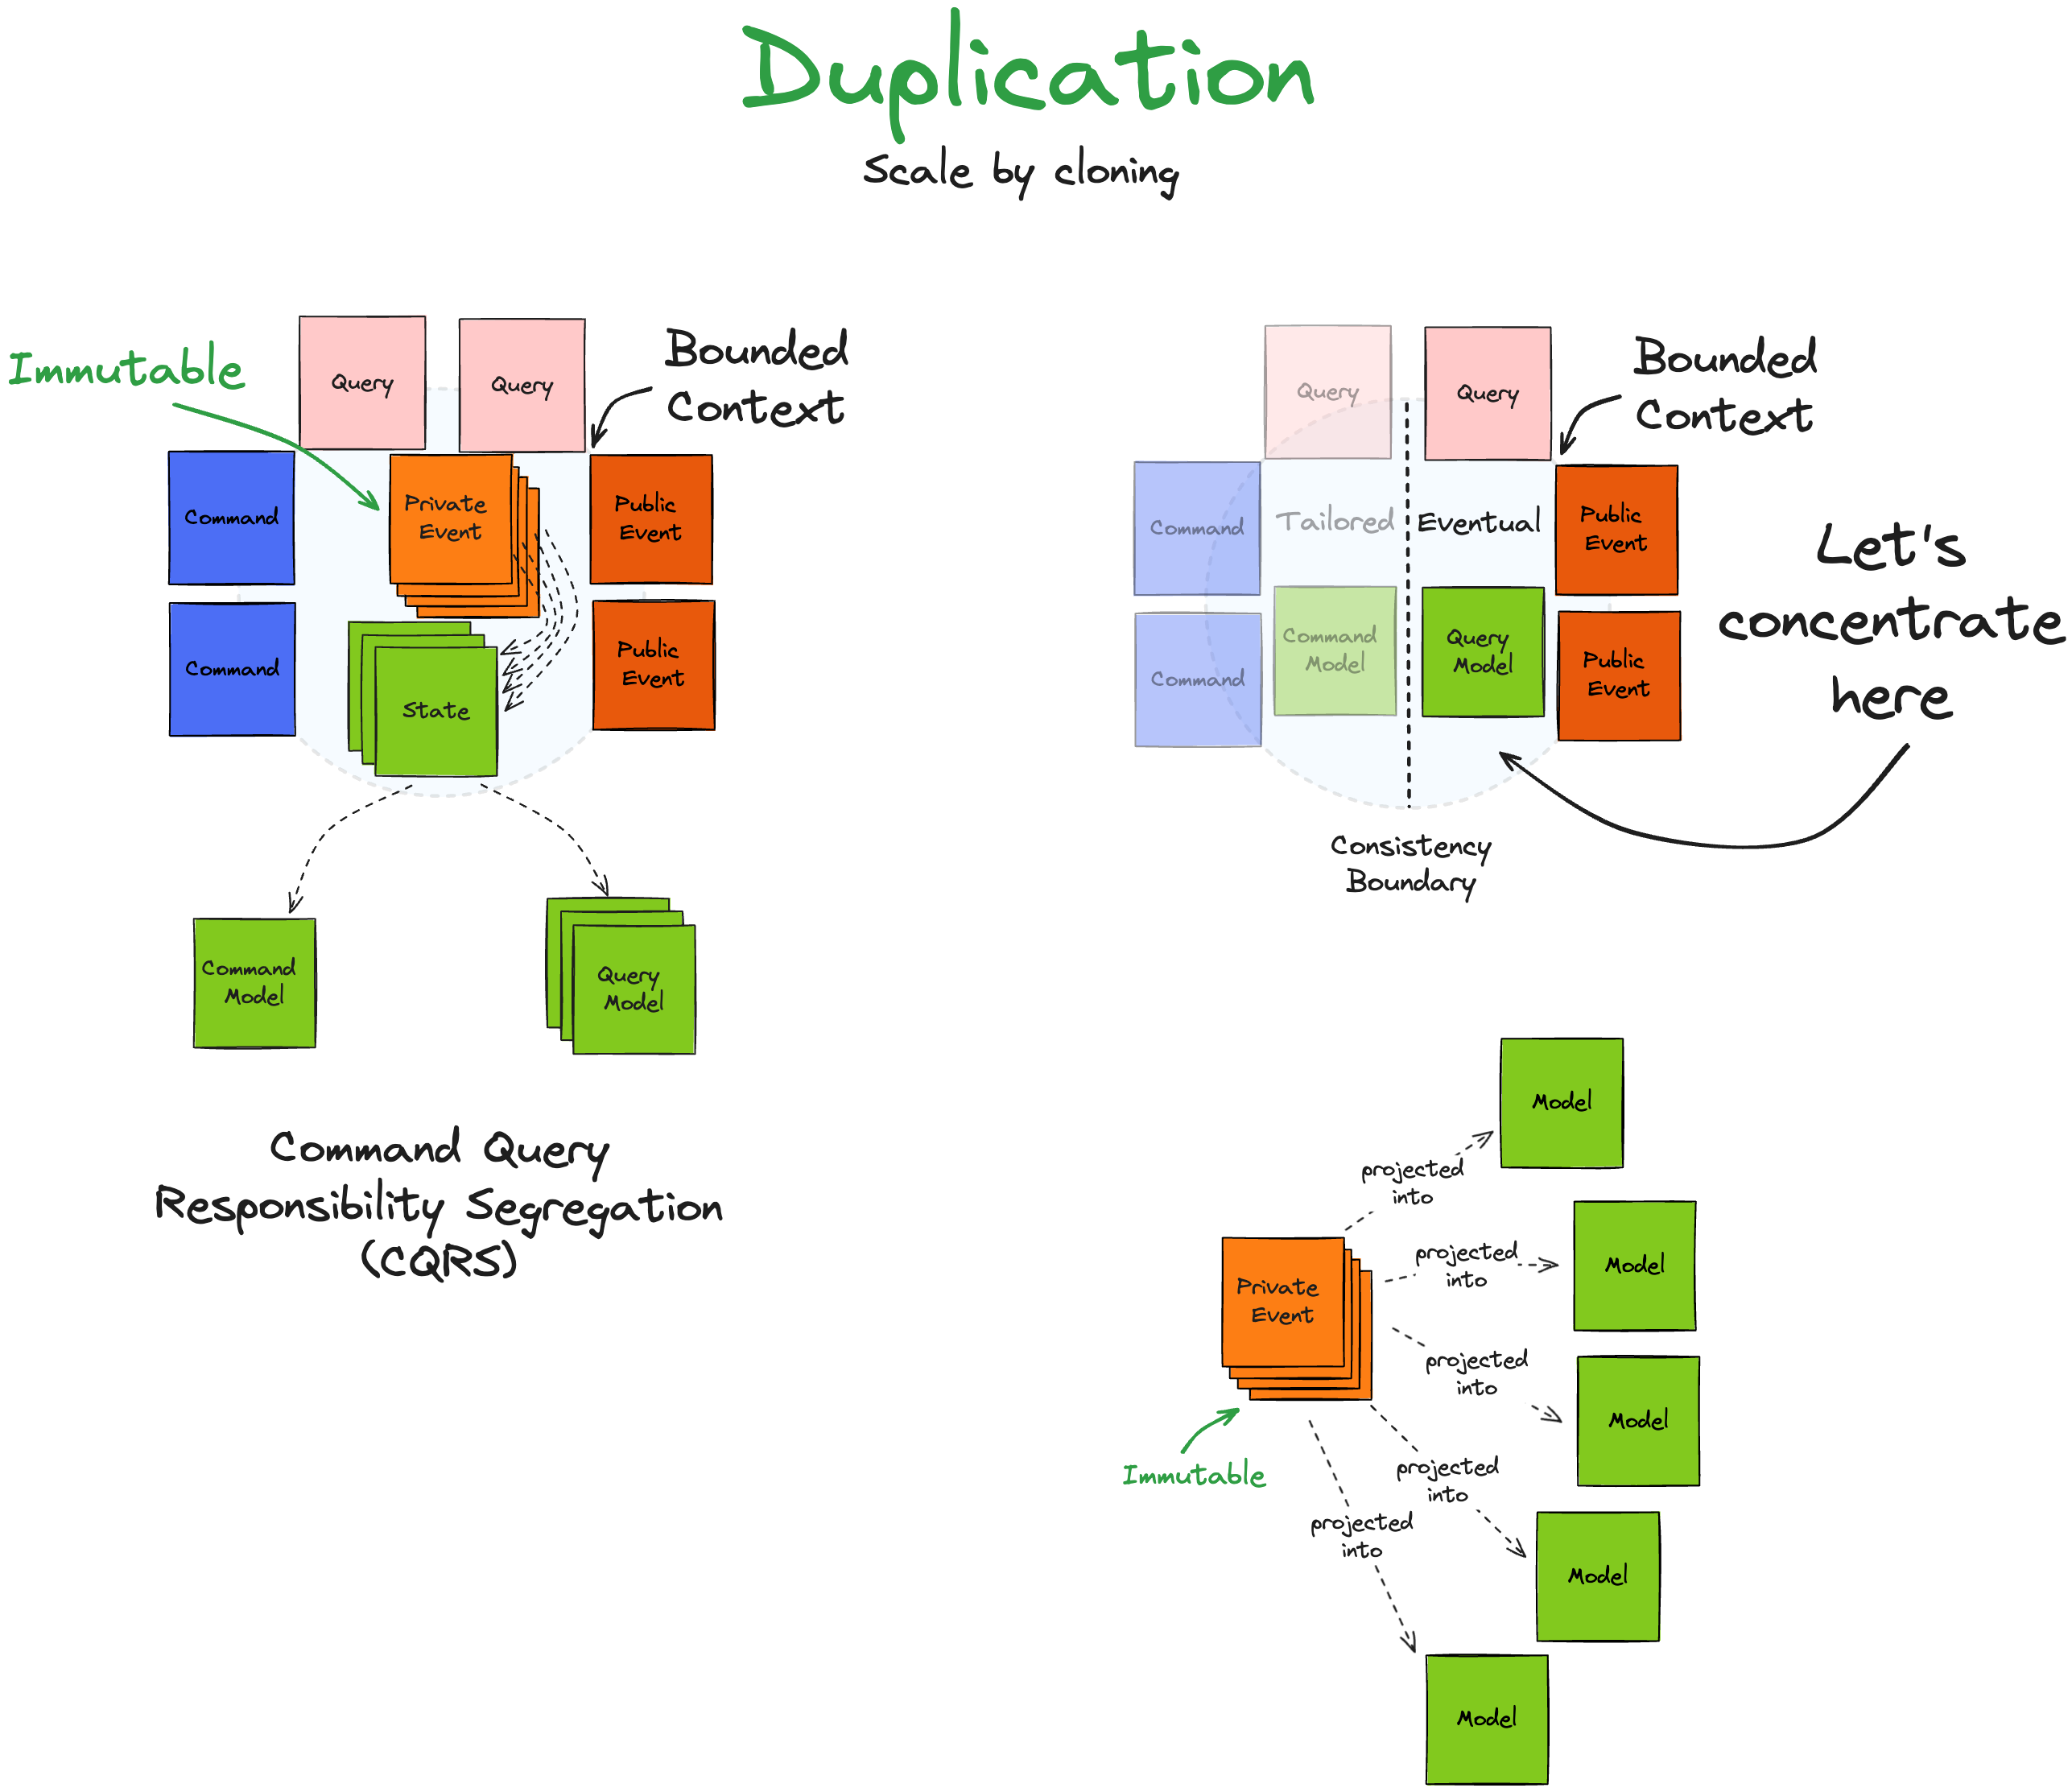 Duplication
Scale by cloning
Immutable
Query
Query
Bounded
Context
Command
Private
Event
Public
Event
Command
State
Public
Event
Command
Model
Query
Model
Command Query
Responsibility Segregation
(CQRS)
Query
Query
Bounded
Context
Command
Tailored
Eventual
Public
Event
Command
Command
Model
Query
Model
Public
Event
Let's
concentrate
here
Consistency
Boundary
Model
projected
into
Private
Event
projected
into
Model
projected
into
Model
Immutable
projected
into
Model
projected
into
Model